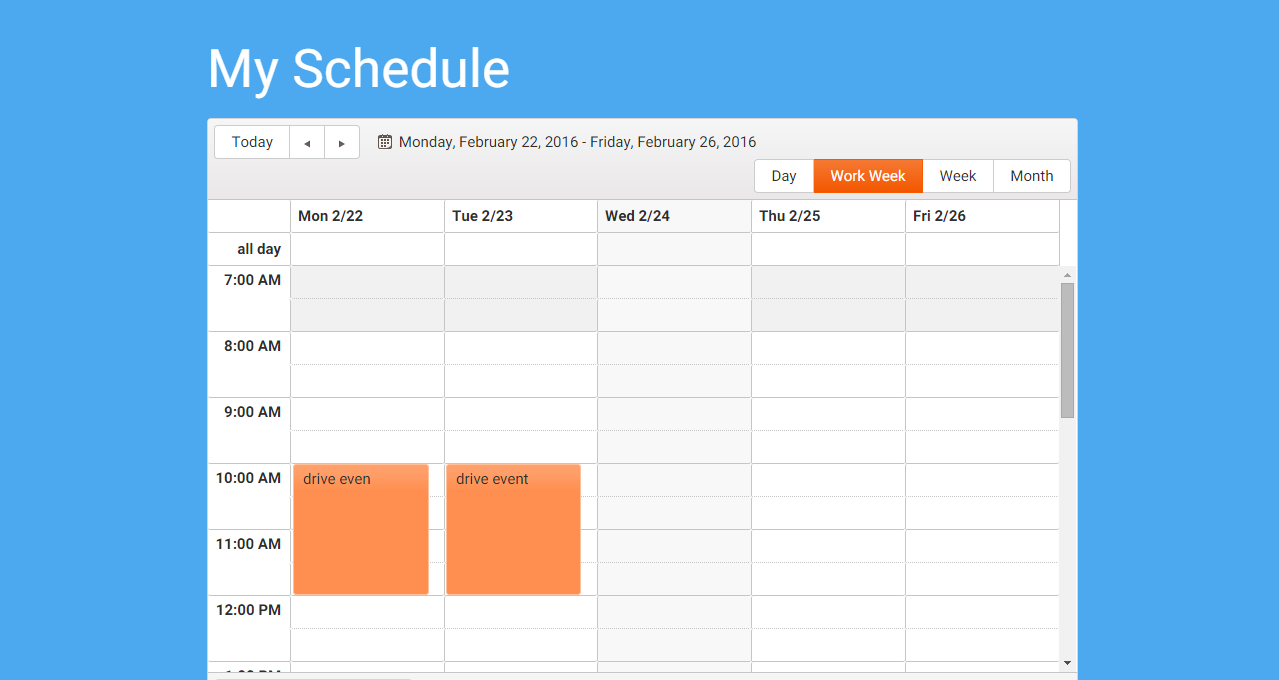 My Schedule
Today
Monday, February 22, 2016 - Friday, February 26, 2016
Day Work Week Week Month
Mon 2/22 Tue 2/23 Wed 2/24 Thu 2/25 Fri 2/26
all day
7:00 AM
8:00 AM
9:00 AM
10:00 AM drive even drive event
11:00 AM
12:00 PM